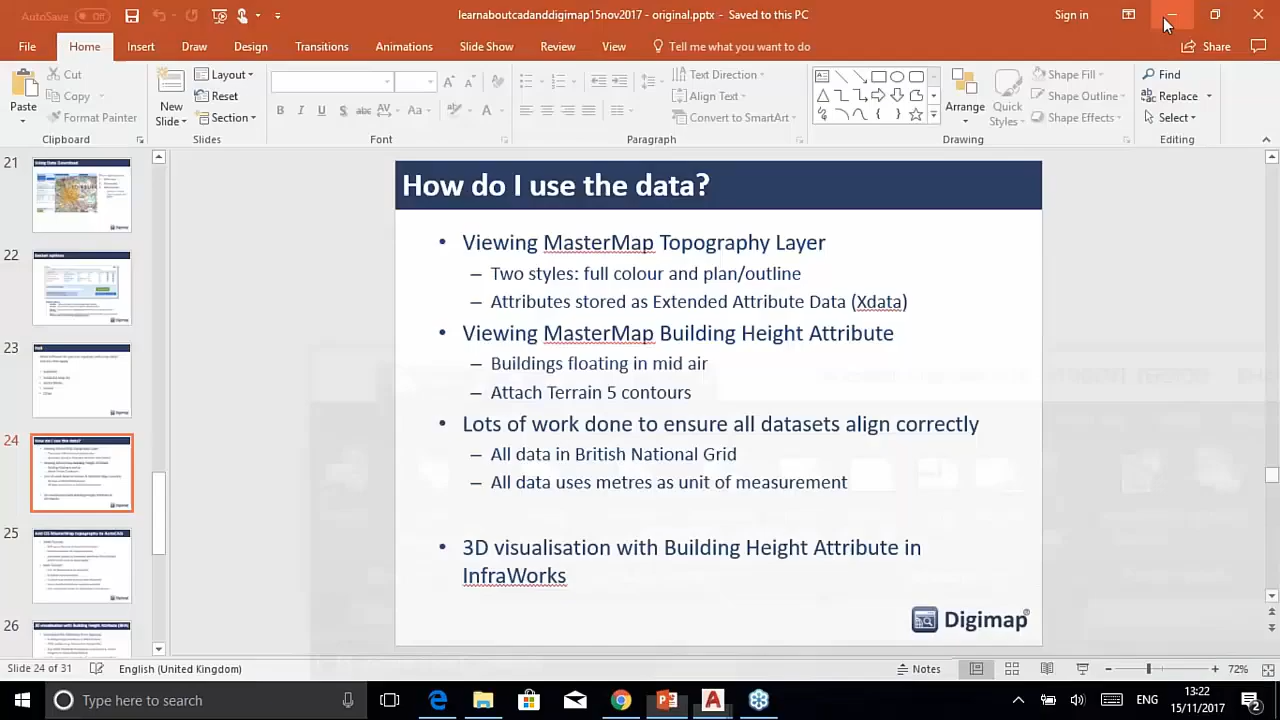 AutoSave Off
learnaboutcadanddigimap15nov2017 - original.pptx - Saved to this PC
Sign in
File Home Insert Draw Design Transitions Animations Slide Show Review View Tell me what you want to do
Share
Paste
Cut
Copy
Format Painter
Clipboard
New Slide
Layout
Reset
Section
Slides
Font
Text Direction
Align Text
Convert to SmartArt
Paragraph
Arrange
Quick Styles
Shape Fill
Shape Outline
Shape Effects
Drawing
Find
Replace
Select
Editing
21
22
23
24
How do I use the data?
25
26
How do I use the data?
• Viewing MasterMap Topography Layer
– Two styles: full colour and plan/outline
– Attributes stored as Extended Attribute Data (Xdata)
• Viewing MasterMap Building Height Attribute
– Buildings floating in mid air
– Attach Terrain 5 contours
• Lots of work done to ensure all datasets align correctly
– All data in British National Grid
– All data uses metres as unit of measurement
• 3D visualisation with Building Height Attribute in
InfraWorks
Digimap®
Slide 24 of 31
English (United Kingdom)
Notes
72%
Type here to search
ENG
13:22
15/11/2017
2